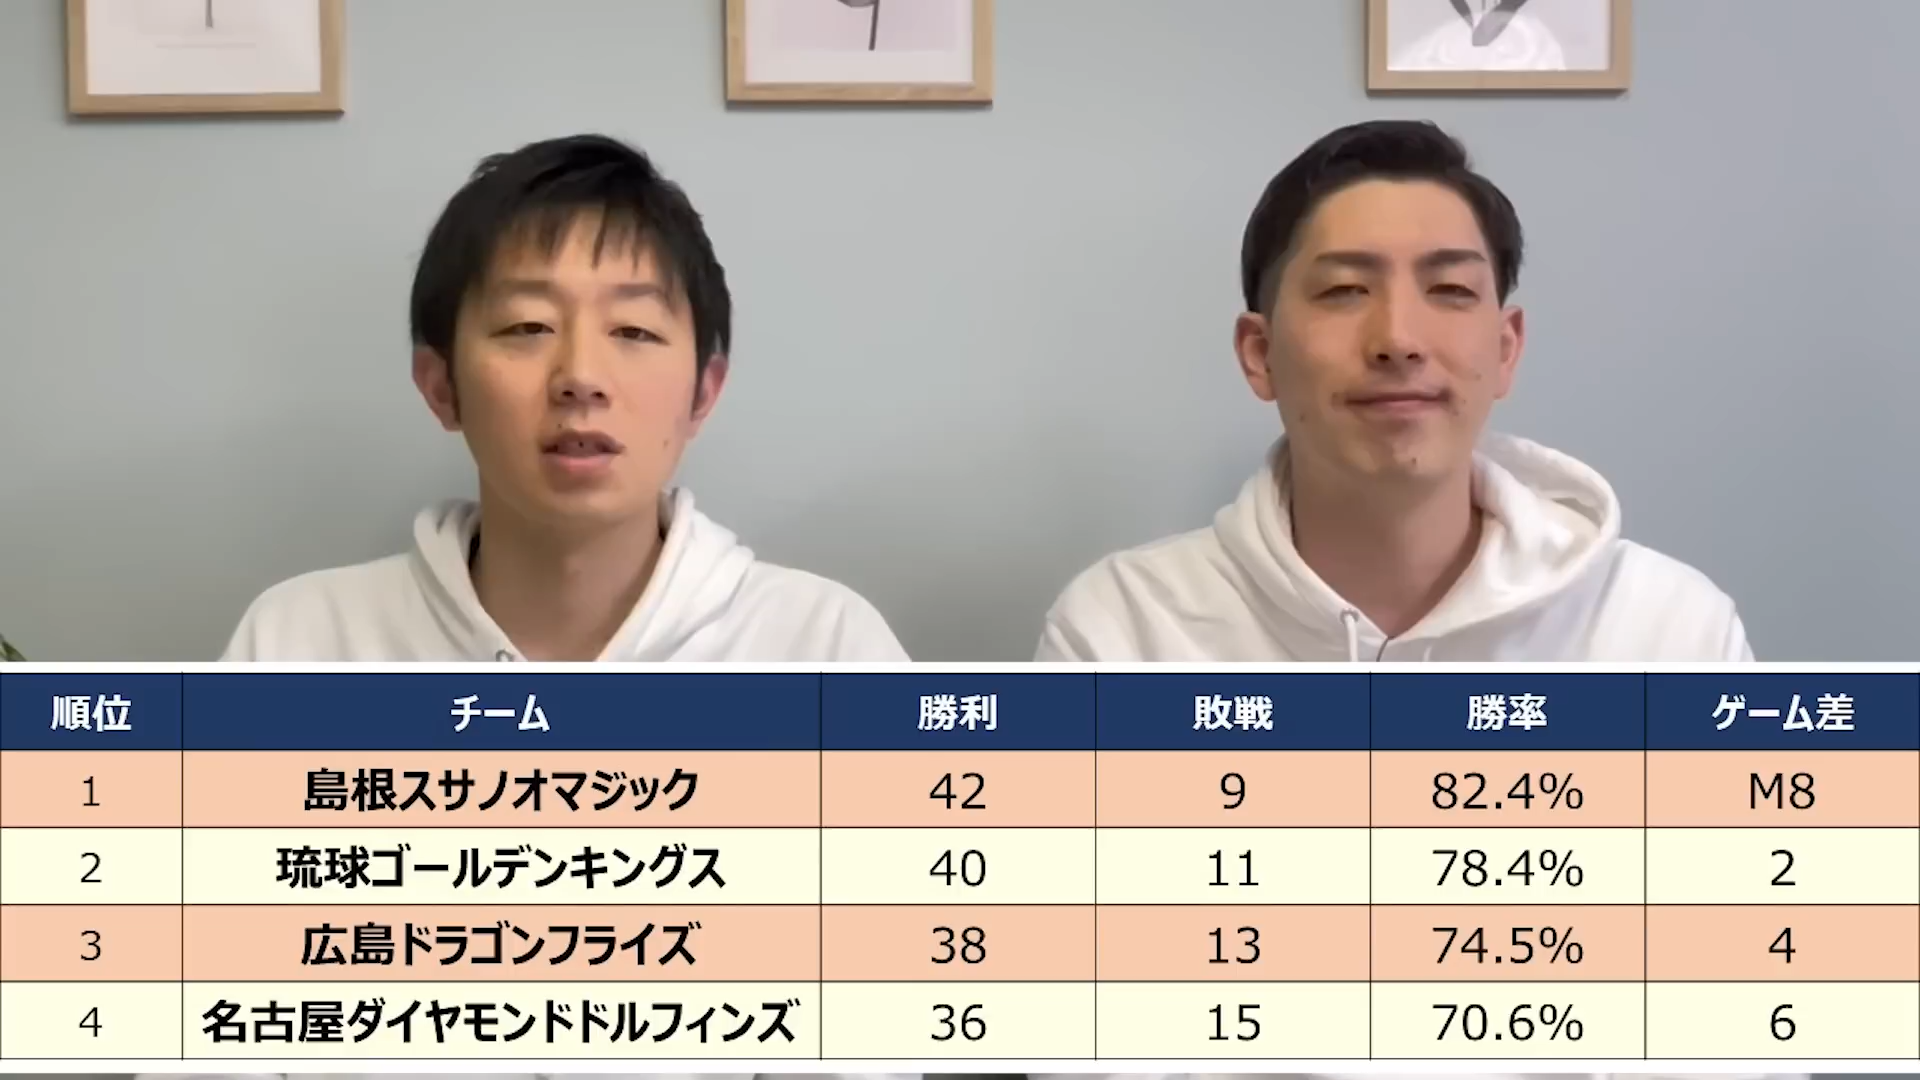 順位 チーム 勝利 敗戦 勝率 ゲーム差
1 島根スサノオマジック 42 9 82.4% M8
2 琉球ゴールデンキングス 40 11 78.4% 2
3 広島ドラゴンフライズ 38 13 74.5% 4
4 名古屋ダイヤモンドドルフィンズ 36 15 70.6% 6